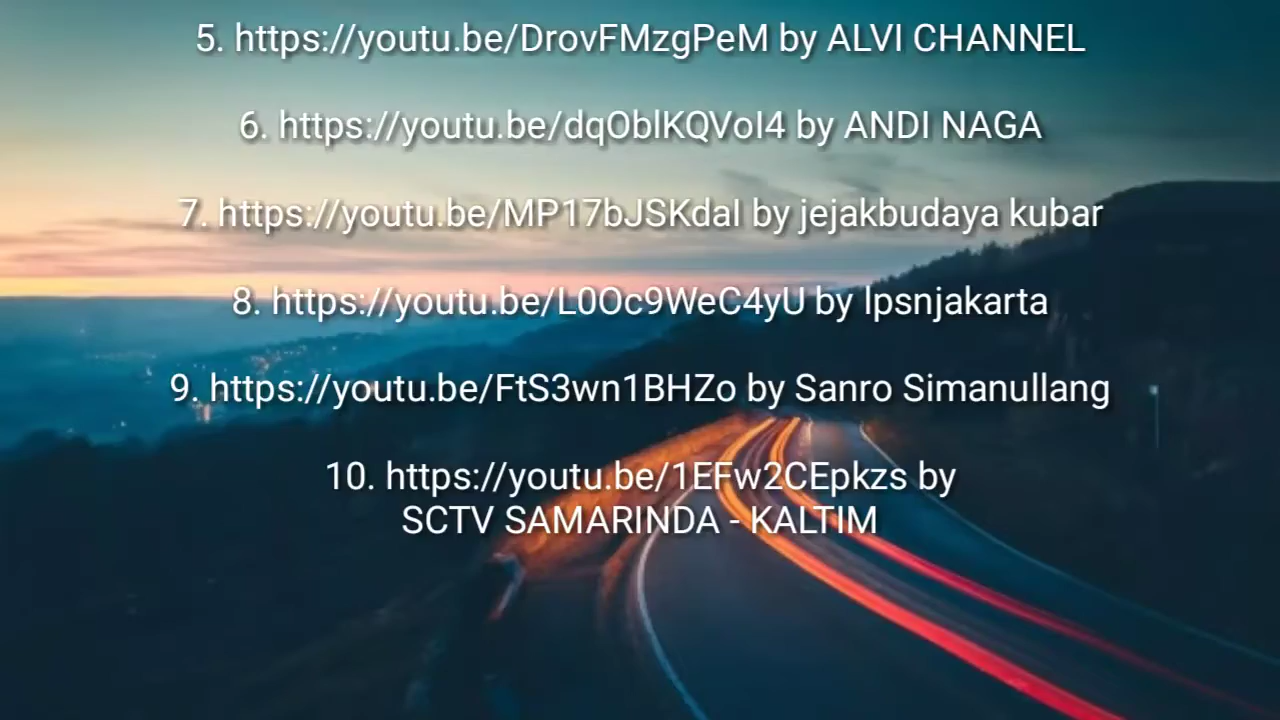 5. https://youtu.be/DrovFMzgPeM by ALVI CHANNEL
6. https://youtu.be/dqOblKQVoI4 by ANDI NAGA
7. https://youtu.be/MP17bJSKdaI by jejakbudaya kubar
8. https://youtu.be/L0Oc9WeC4yU by lpsnjakarta
9. https://youtu.be/FtS3wn1BHZo by Sanro Simanullang
10. https://youtu.be/1EFw2CEpkzs by
SCTV SAMARINDA - KALTIM